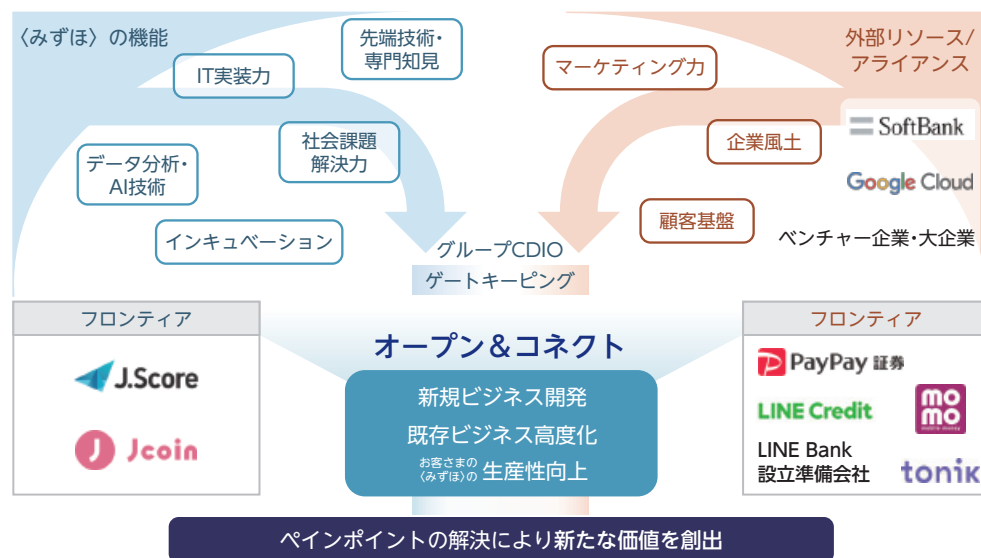 〈みずほ〉の機能
IT実装力
先端技術・
専門知見
データ分析・
AI技術
社会課題
解決力
インキュベーション
外部リソース/
アライアンス
マーケティング力
企業風土
顧客基盤
SoftBank
Google Cloud
ベンチャー企業・大企業
グループCDIO
ゲートキーピング
フロンティア
J.Score
J
Jcoin
オープン＆コネクト
新規ビジネス開発
既存ビジネス高度化
お客さまの
〈みずほ〉の
生産性向上
フロンティア
PayPay 証券
LINE Credit
mo
mo
mobile money
LINE Bank
設立準備会社
tonik
ペインポイントの解決により新たな価値を創出